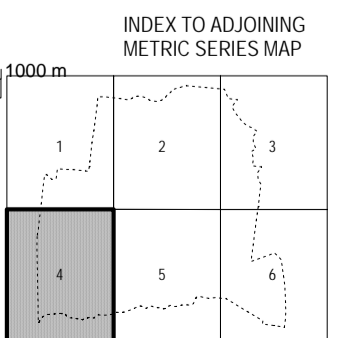 INDEX TO ADJOINING
METRIC SERIES MAP
1000 m
1 2 3
4 5 6